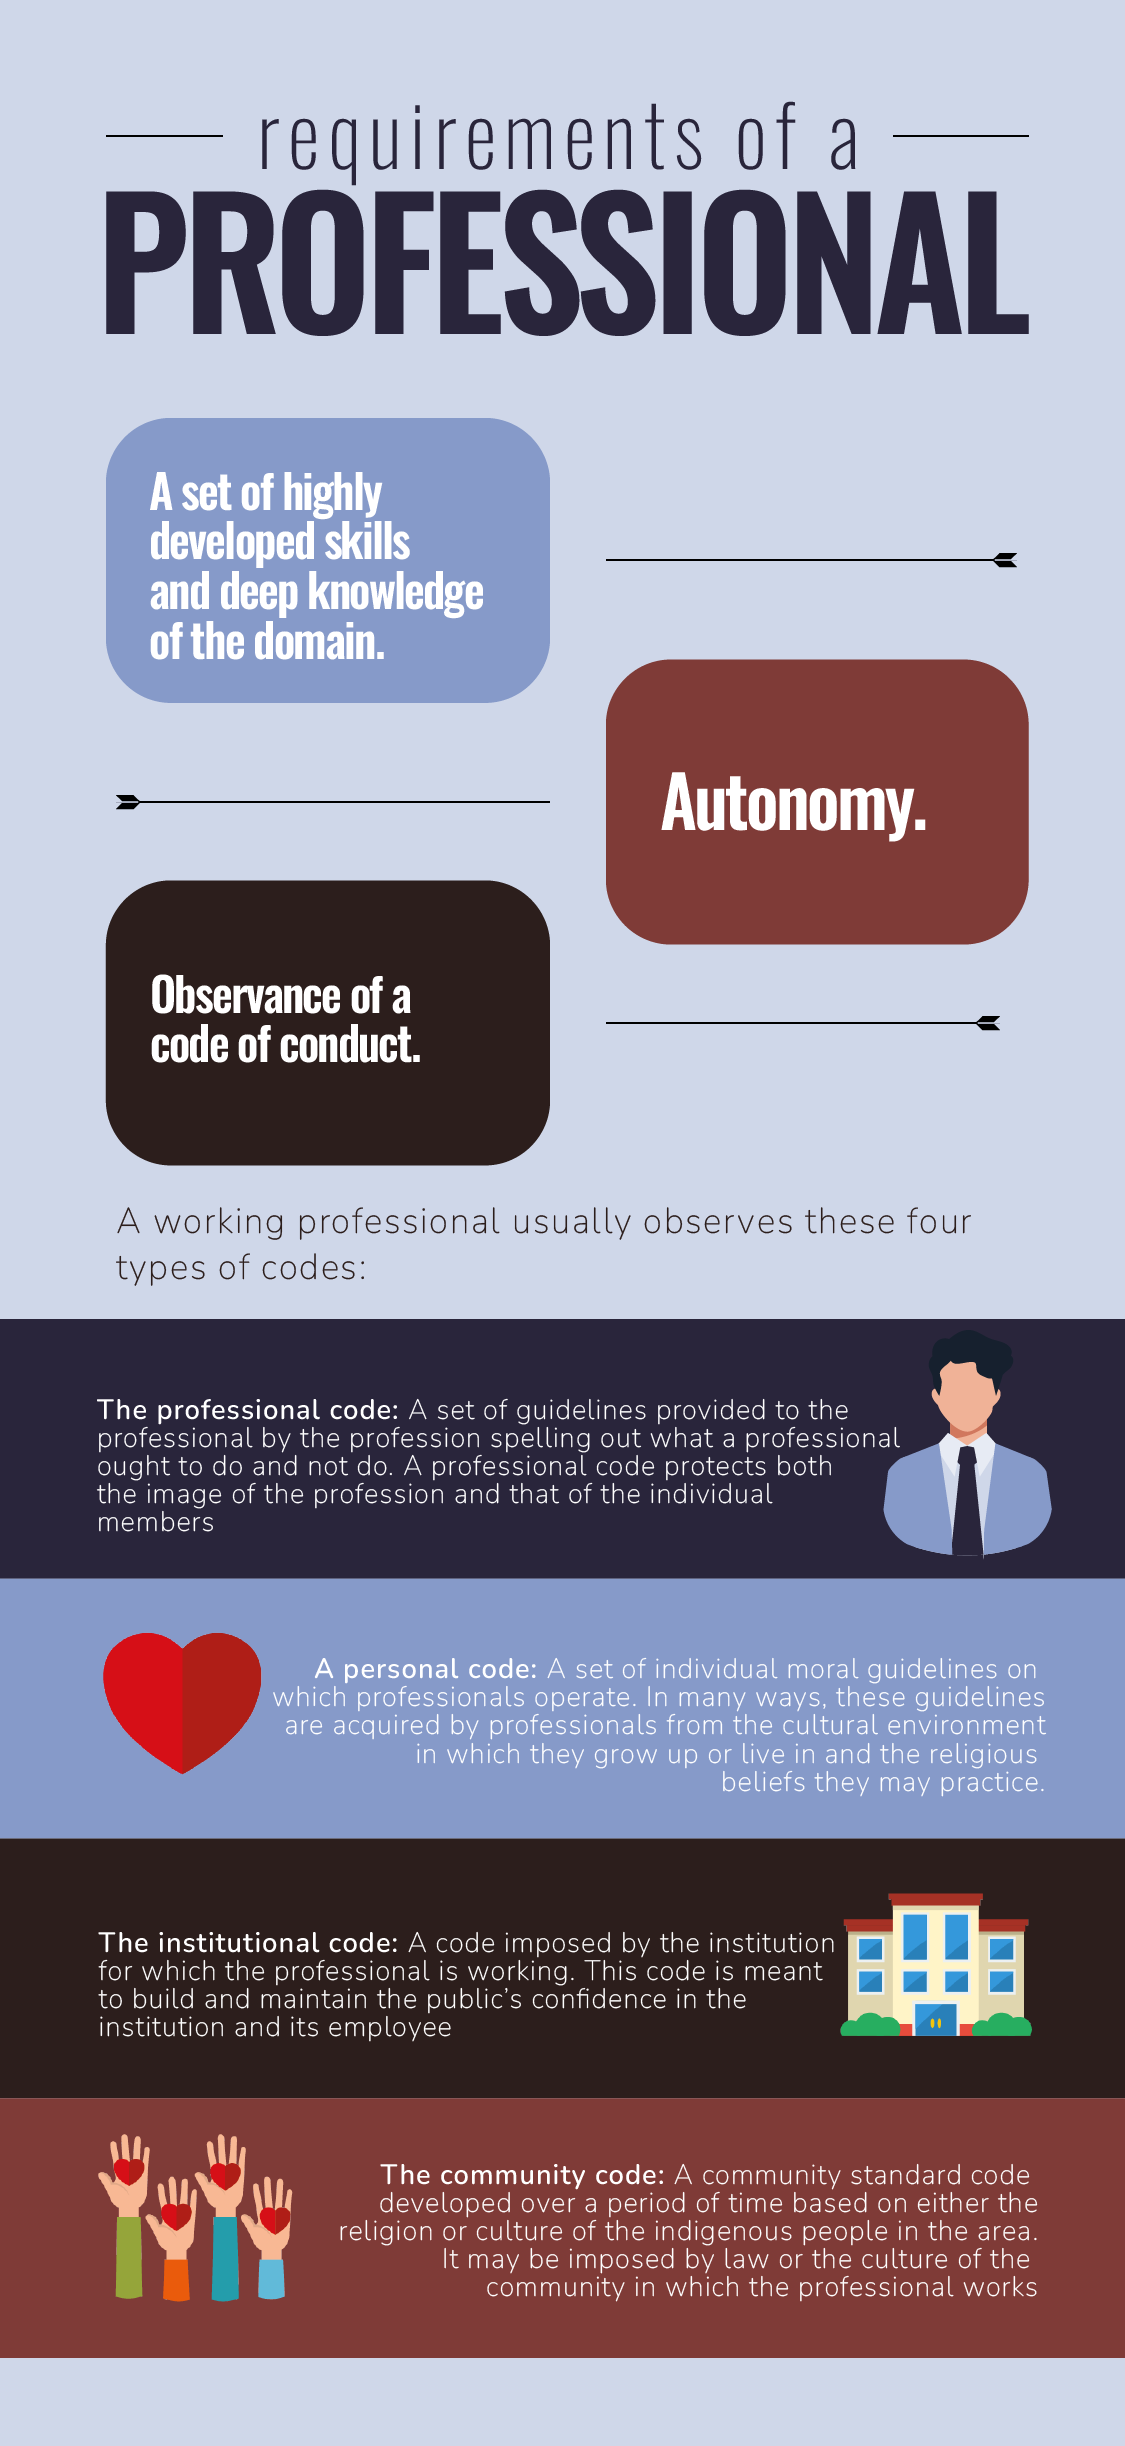 requirements of a
PROFESSIONAL
A set of highly
developed skills
and deep knowledge
of the domain.
Autonomy.
Observance of a
code of conduct.
A working professional usually observes these four
types of codes:
The professional code: A set of guidelines provided to the
professional by the profession spelling out what a professional
ought to do and not do. A professional code protects both
the image of the profession and that of the individual
members
A personal code: A set of individual moral guidelines on
which professionals operate. In many ways, these guidelines
are acquired by professionals from the cultural environment
in which they grow up or live in and the religious
beliefs they may practice.
The institutional code: A code imposed by the institution
for which the professional is working. This code is meant
to build and maintain the public’s confidence in the
institution and its employee
The community code: A community standard code
developed over a period of time based on either the
religion or culture of the indigenous people in the area.
It may be imposed by law or the culture of the
community in which the professional works